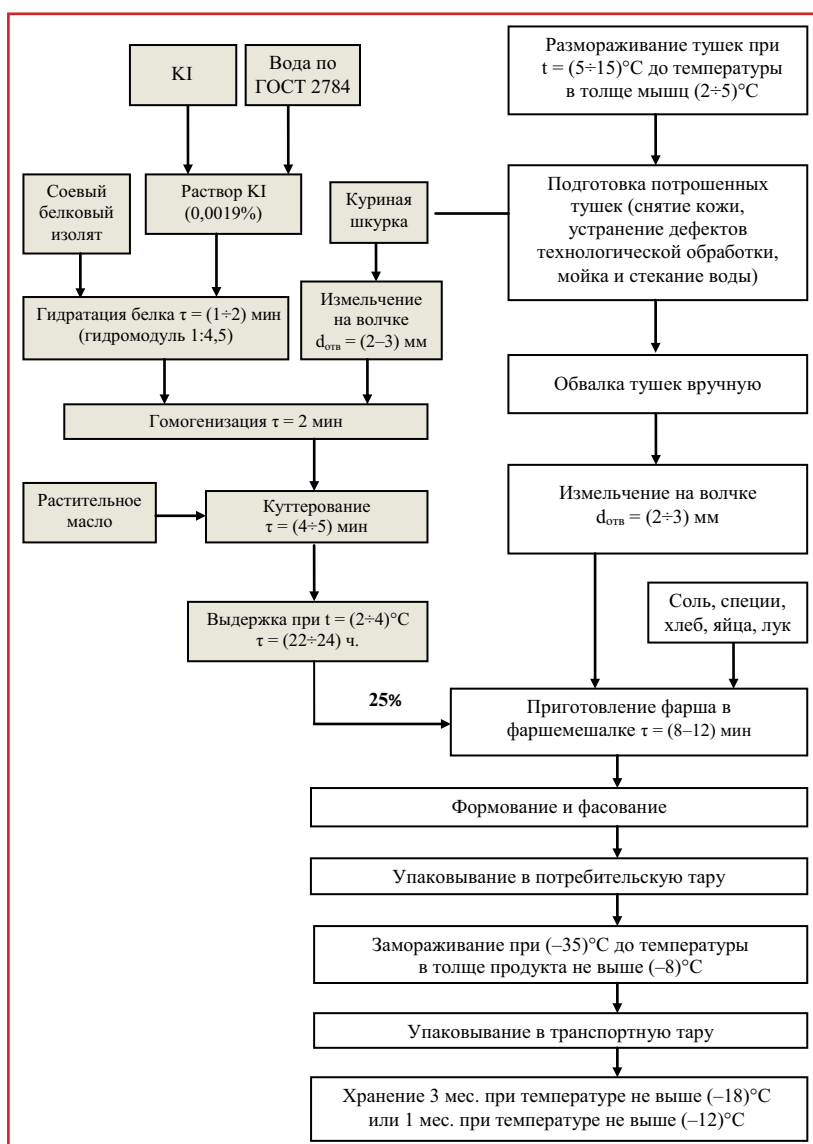 KI
Вода по
ГОСТ 2784
Размораживание тушек при
t = (5÷15)°C до температуры
в толще мышц (2÷5)°C
Соевый
белковый
изолят
Раствор KI
(0,0019%)
Куриная
шкурка
Подготовка потрошенных
тушек (снятие кожи,
устранение дефектов
технологической обработки,
мойка и стекание воды)
Гидратация белка τ = (1÷2) мин
(гидромодуль 1:4,5)
Измельчение
на волчке
dотв = (2–3) мм
Обвалка тушек вручную
Гомогенизация τ = 2 мин
Растительное
масло
Куттерование
τ = (4÷5) мин
Измельчение на волчке
dотв = (2÷3) мм
Выдержка при t = (2÷4)°C
τ = (22÷24) ч.
Соль, специи,
хлеб, яйца, лук
25%
Приготовление фарша в
фаршемешалке τ = (8–12) мин
Формование и фасование
Упаковывание в потребительскую тару
Замораживание при (–35)°C до температуры
в толще продукта не выше (–8)°C
Упаковывание в транспортную тару
Хранение 3 мес. при температуре не выше (–18)°C
или 1 мес. при температуре не выше (–12)°C